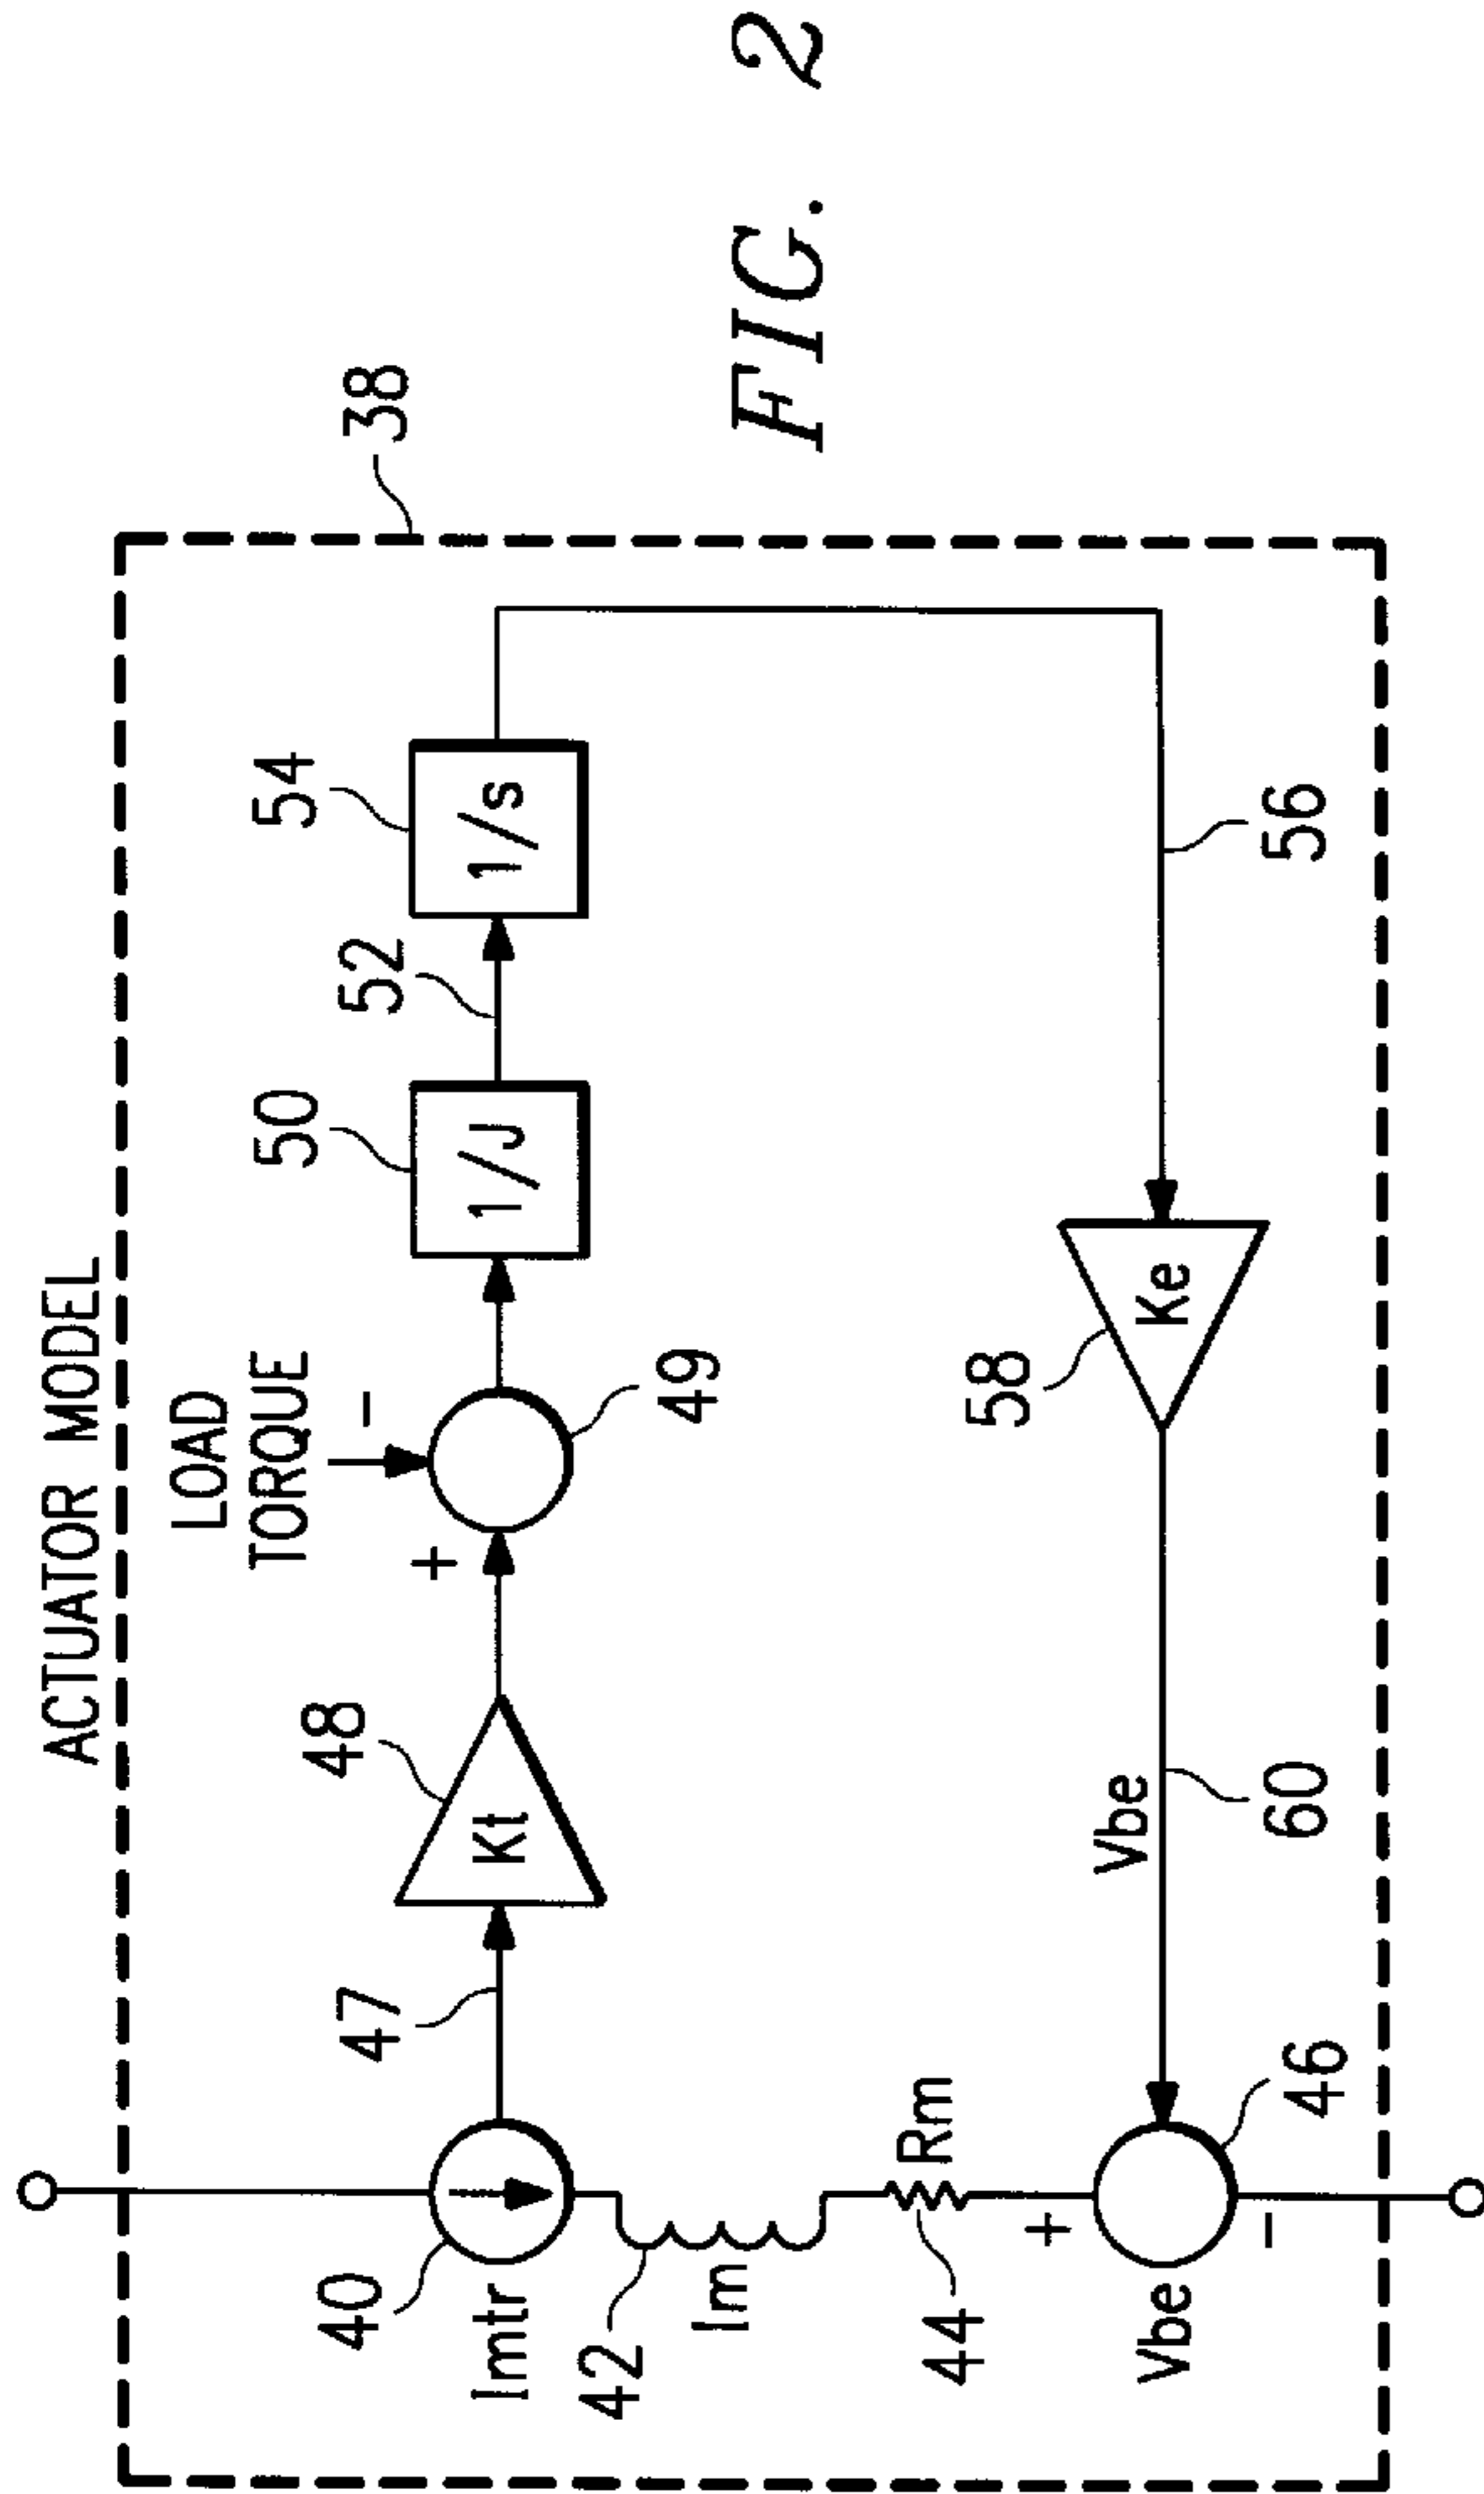 ACTUATOR MODEL
38
LOAD
TORQUE
-
+
40
Imtr
47
48
Kt
49
50
1/J
52
54
1/s
42
Im
44
Rm
+
58
Ke
56
Vbe
60
Vbe
46
-
FIG. 2